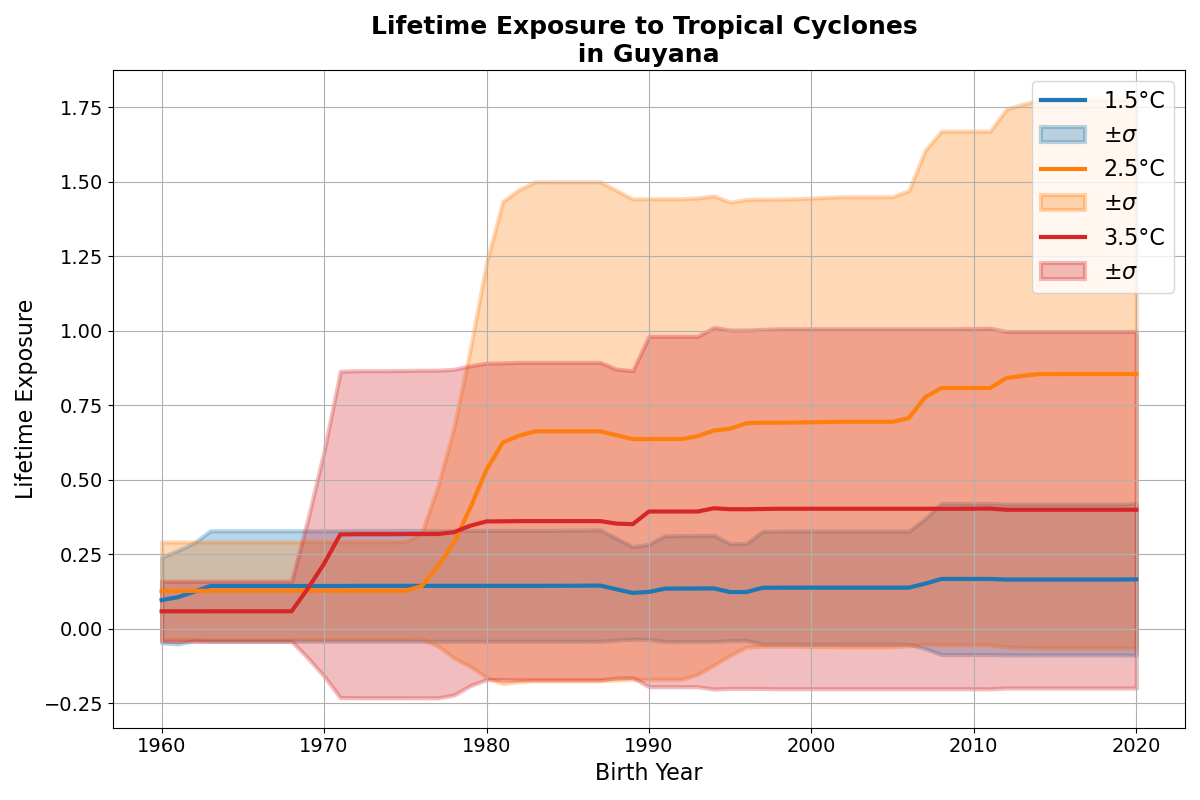 Lifetime Exposure to Tropical Cyclones
in Guyana
1.5°C
±σ
2.5°C
±σ
3.5°C
±σ
Lifetime Exposure
1.75
1.50
1.25
1.00
0.75
0.50
0.25
0.00
−0.25
1960 1970 1980 1990 2000 2010 2020
Birth Year